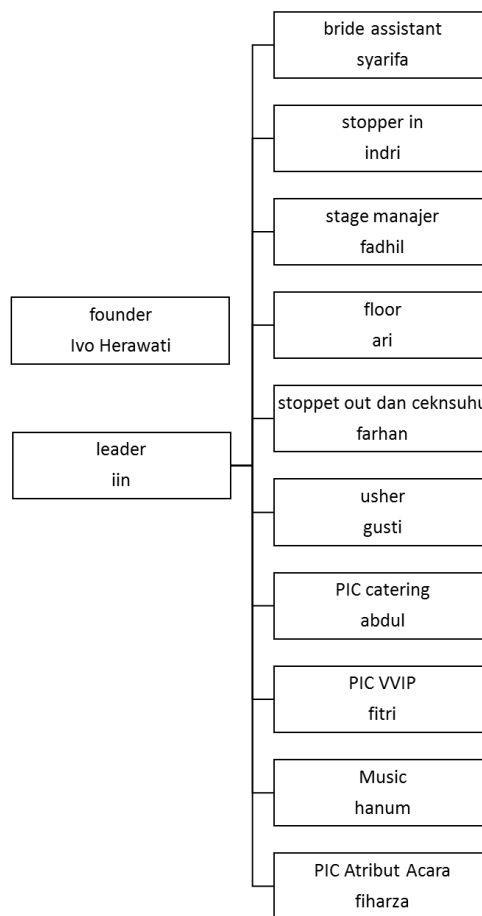 founder
Ivo Herawati
leader
iin
bride assistant
syarifa
stopper in
indri
stage manajer
fadhil
floor
ari
stoppet out dan ceknsuhu
farhan
usher
gusti
PIC catering
abdul
PIC VVIP
fitri
Music
hanum
PIC Atribut Acara
fiharza